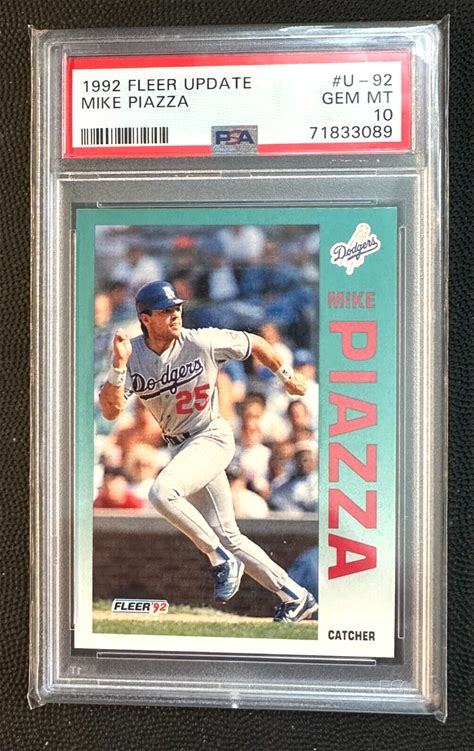 1992 FLEER UPDATE #U-92
MIKE PIAZZA GEM MT
10
PSA 71833089
Dodgers
MIKE
PIAZZA
Dodgers
25
FLEER '92
CATCHER